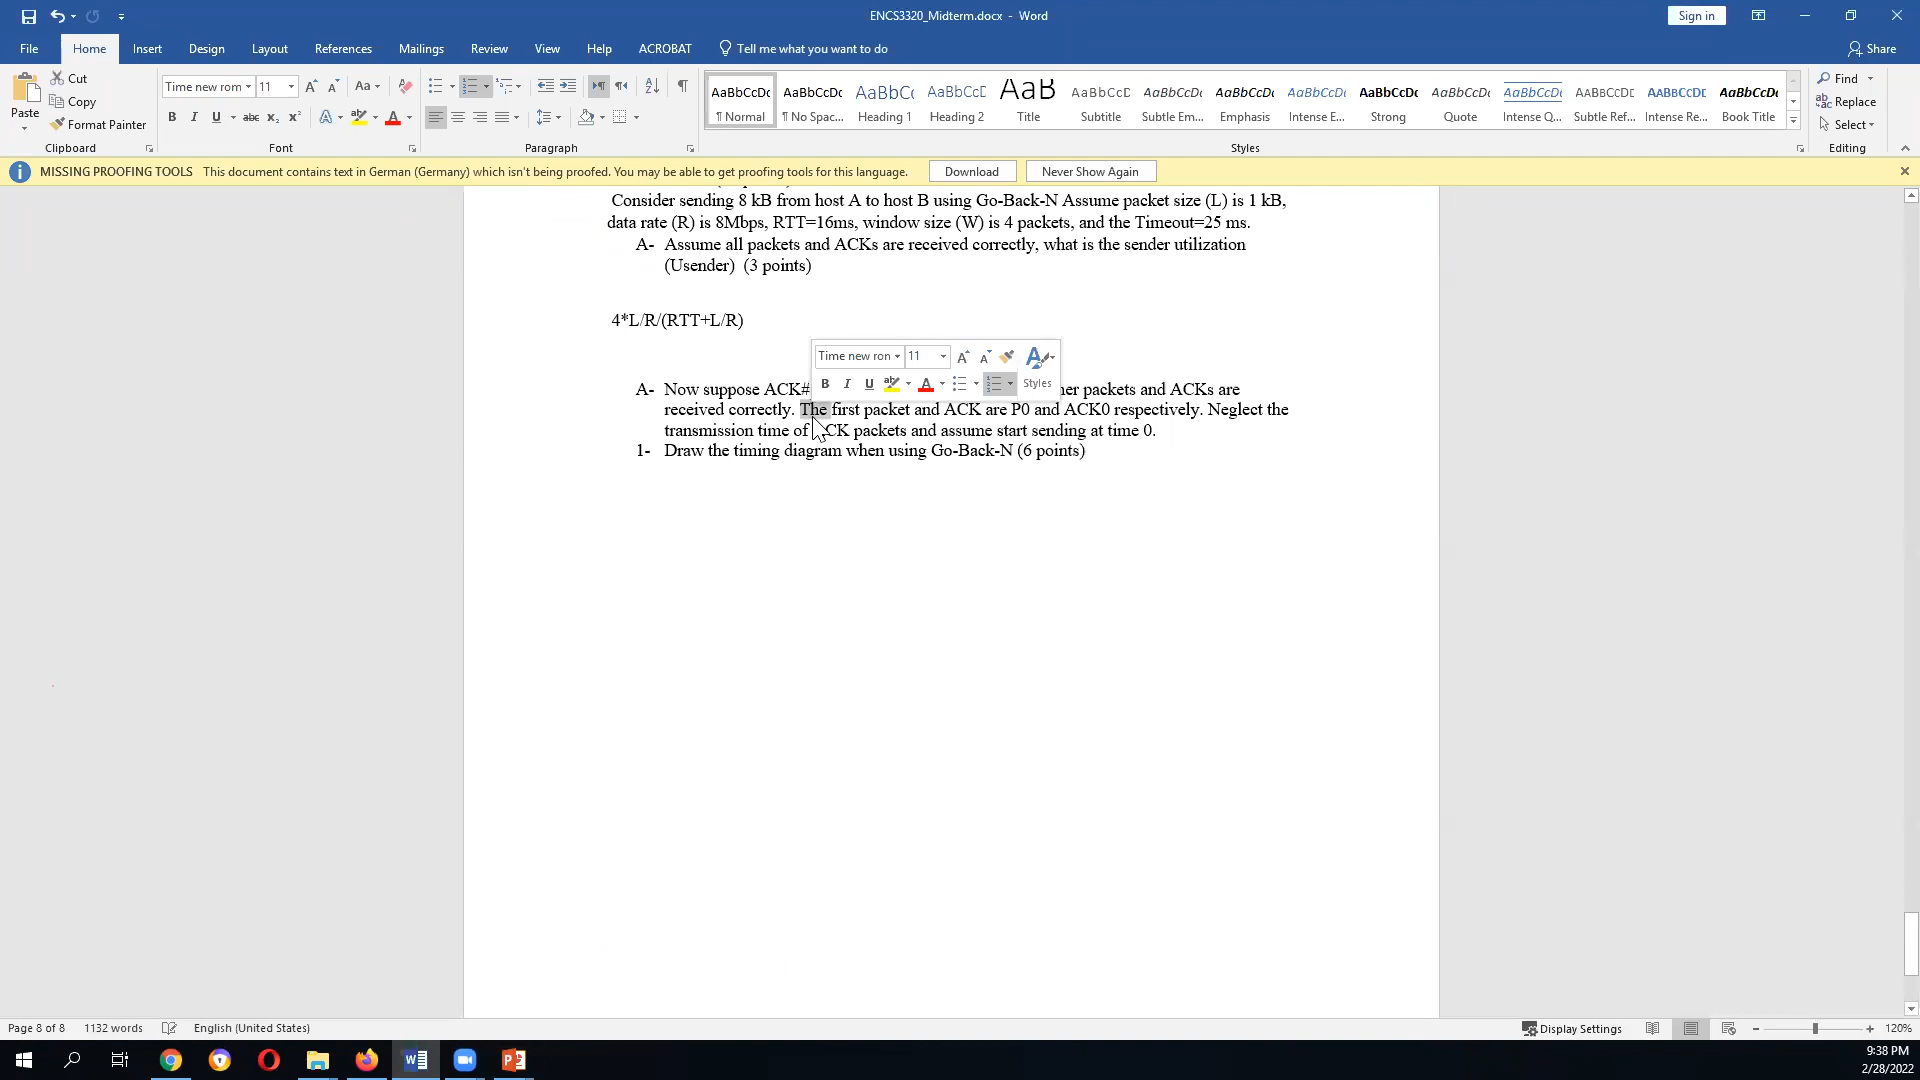 ENCS3320_Midterm.docx - Word
Sign in
File Home Insert Design Layout References Mailings Review View Help ACROBAT Tell me what you want to do Share
Paste Cut Copy Format Painter
Clipboard
Time new rom 11 Aa
B I U abc x₂ x² A ab A
Font
Paragraph
AaBbCcDc AaBbCcDc AaBbCc AaBbCcD AaB AaBbCcD AaBbCcDc AaBbCcDc AaBbCcDc AaBbCcDc AaBbCcDc AaBbCcDc AABBCCDD AABBCCDE AaBbCcDc
¶ Normal ¶ No Spac... Heading 1 Heading 2 Title Subtitle Subtle Em... Emphasis Intense E... Strong Quote Intense Q... Subtle Ref... Intense Re... Book Title
Styles
Find
Replace
Select
Editing
MISSING PROOFING TOOLS This document contains text in German (Germany) which isn't being proofed. You may be able to get proofing tools for this language. Download Never Show Again
Consider sending 8 kB from host A to host B using Go-Back-N Assume packet size (L) is 1 kB,
data rate (R) is 8Mbps, RTT=16ms, window size (W) is 4 packets, and the Timeout=25 ms.
A- Assume all packets and ACKs are received correctly, what is the sender utilization
(Usender) (3 points)
4*L/R/(RTT+L/R)
Time new ron 11
B I U ab A Styles
A- Now suppose ACK# packets and ACKs are
received correctly. The first packet and ACK are P0 and ACK0 respectively. Neglect the
transmission time of ACK packets and assume start sending at time 0.
1- Draw the timing diagram when using Go-Back-N (6 points)
Page 8 of 8 1132 words English (United States) Display Settings 120%
9:38 PM
2/28/2022